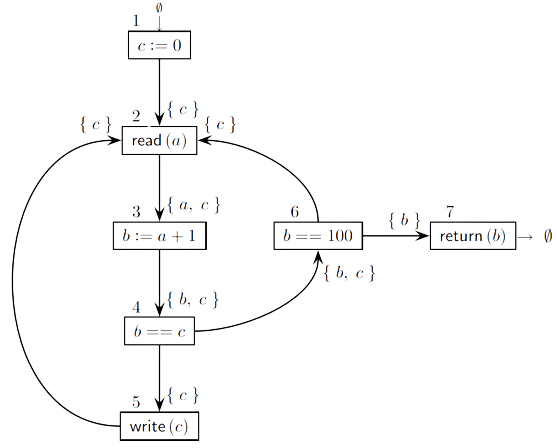 ∅
1
c := 0
{ c }
{ c }
2
{ c }
read (a)
{ a, c }
3
b := a + 1
6
b == 100
{ b }
7
return (b)
∅
{ b, c }
{ b, c }
4
b == c
{ c }
5
write (c)